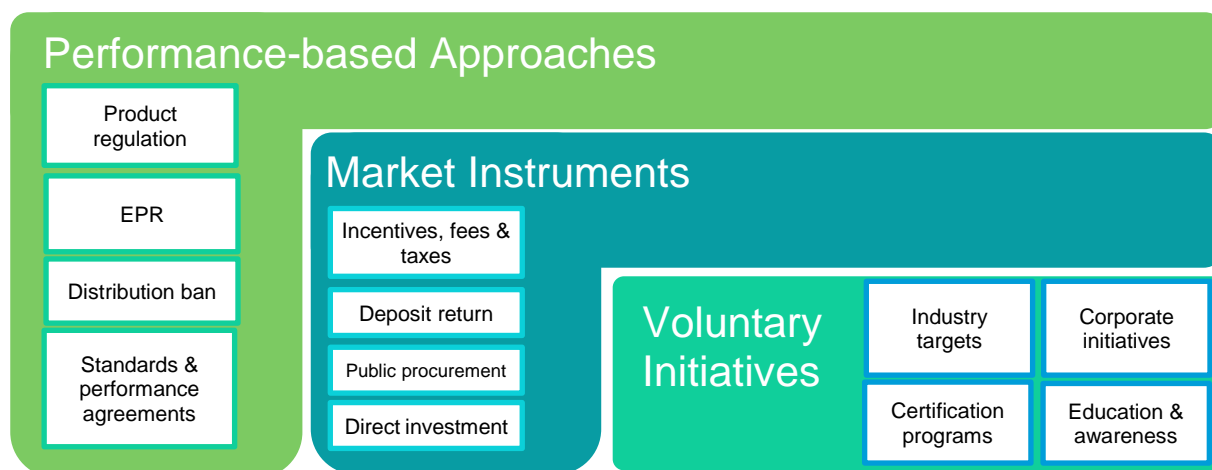 Performance-based Approaches
Product
regulation
EPR
Distribution ban
Standards &
performance
agreements
Market Instruments
Incentives, fees &
taxes
Deposit return
Public procurement
Direct investment
Voluntary
Initiatives
Industry
targets
Corporate
initiatives
Certification
programs
Education &
awareness